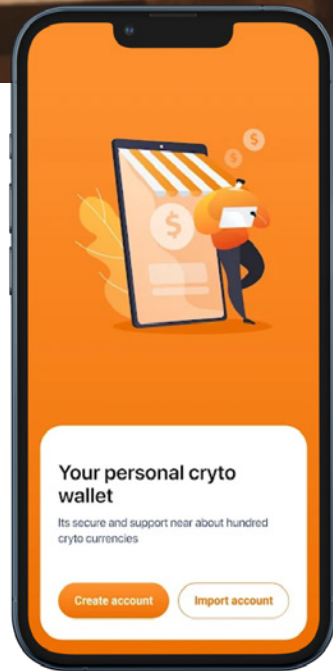 $
$
$
Your personal cryto
wallet
Its secure and support near about hundred
cryto currencies
Create account
Import account